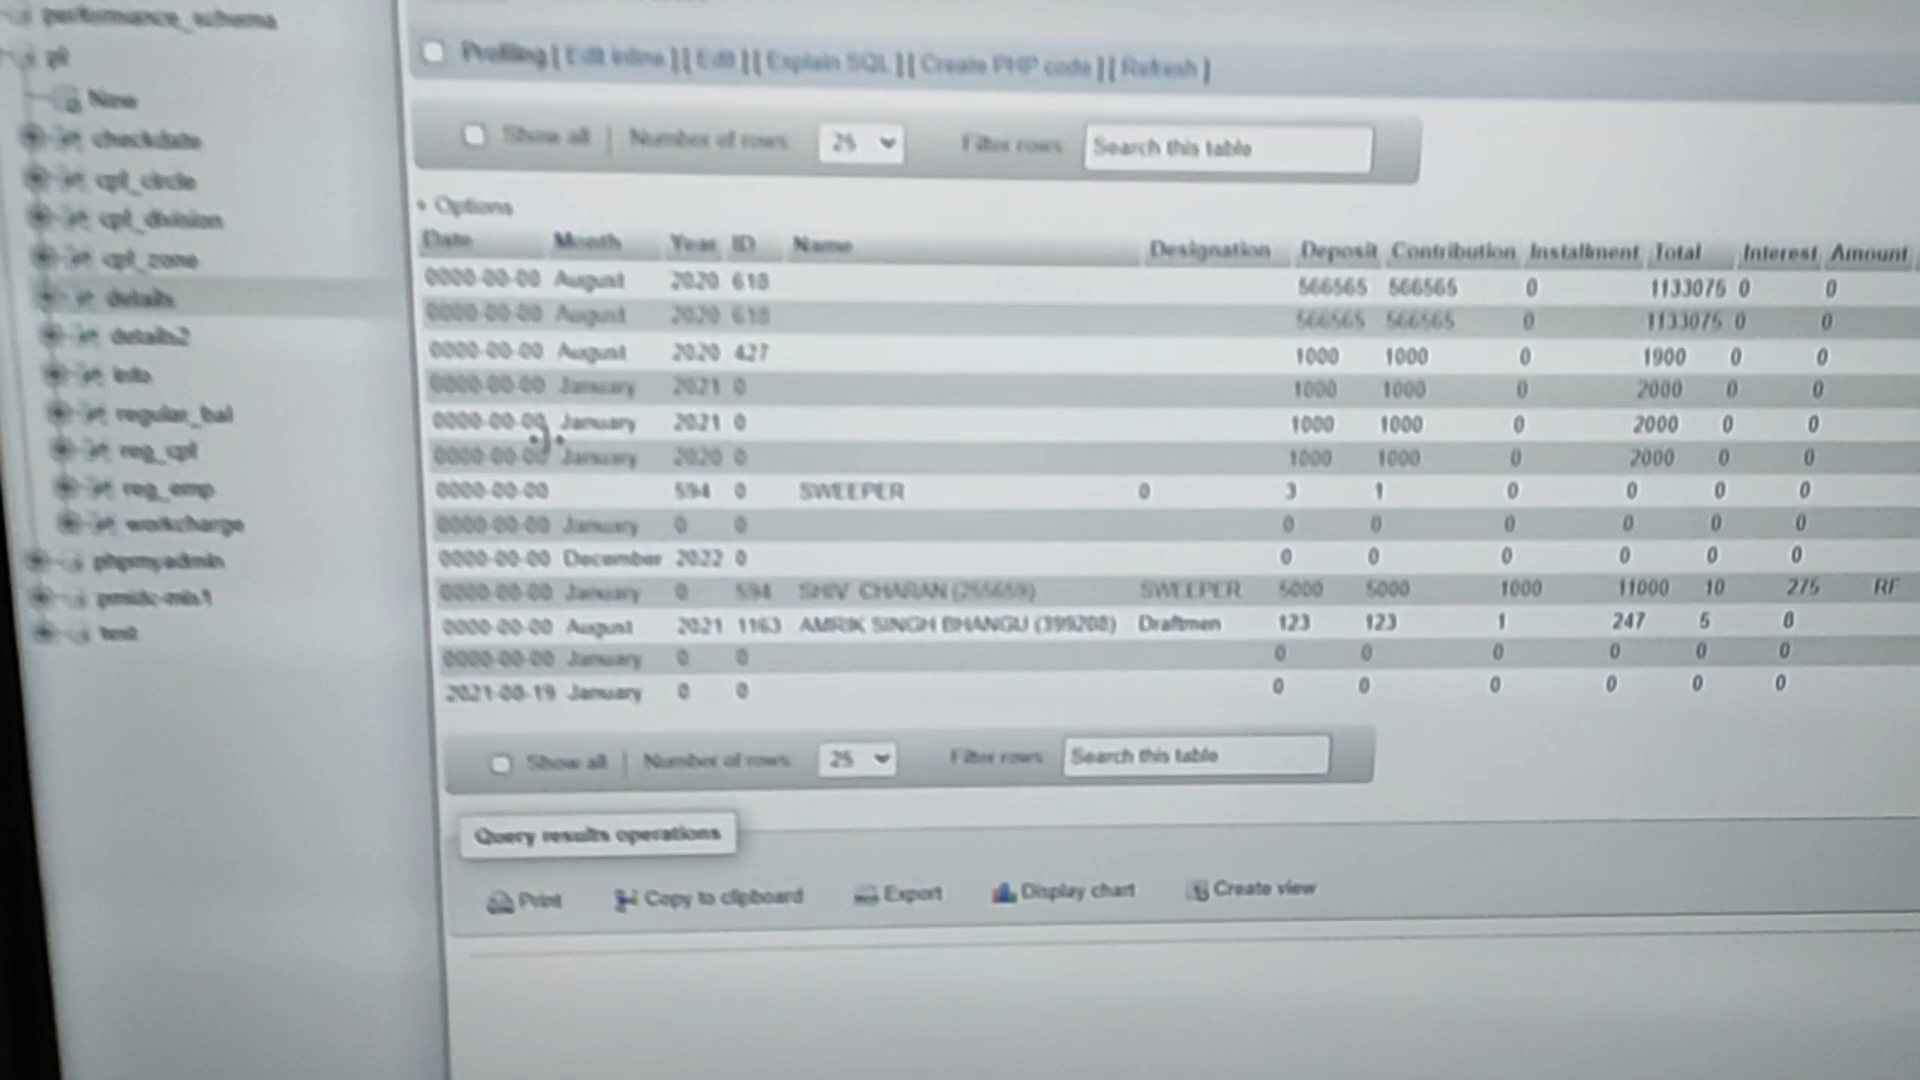 performance_schema
New
checkdate
cpf_circle
cpf_division
cpf_zone
details
details2
info
regular_bal
reg_cpf
reg_emp
workcharge
phpmyadmin
pmidc-mis1
test
Profiling [ Edit inline ] [ Edit ] [ Explain SQL ] [ Create PHP code ] [ Refresh ]
Show all | Number of rows: 25 Filter rows: Search this table
+ Options
Date Month Year ID Name Designation Deposit Contribution Installment Total Interest Amount
0000-00-00 August 2020 618 566565 566565 0 1133075 0 0
0000-00-00 August 2020 618 566565 566565 0 1133075 0 0
0000-00-00 August 2020 427 1000 1000 0 1900 0 0
0000-00-00 January 2021 0 1000 1000 0 2000 0 0
0000-00-00 January 2021 0 1000 1000 0 2000 0 0
0000-00-00 January 2020 0 1000 1000 0 2000 0 0
0000-00-00 594 0 SWEEPER 0 3 1 0 0 0 0
0000-00-00 January 0 0 0 0 0 0 0 0
0000-00-00 December 2022 0 0 0 0 0 0 0
0000-00-00 January 0 594 SHIV CHARAN (255659) SWEEPER 5000 5000 1000 11000 10 275 RF
0000-00-00 August 2021 1163 AMRIK SINGH BHANGU (399208) Draftmen 123 123 1 247 5 0
0000-00-00 January 0 0 0 0 0 0 0 0
2021-08-19 January 0 0 0 0 0 0 0 0
Show all | Number of rows: 25 Filter rows: Search this table
Query results operations
Print Copy to clipboard Export Display chart Create view